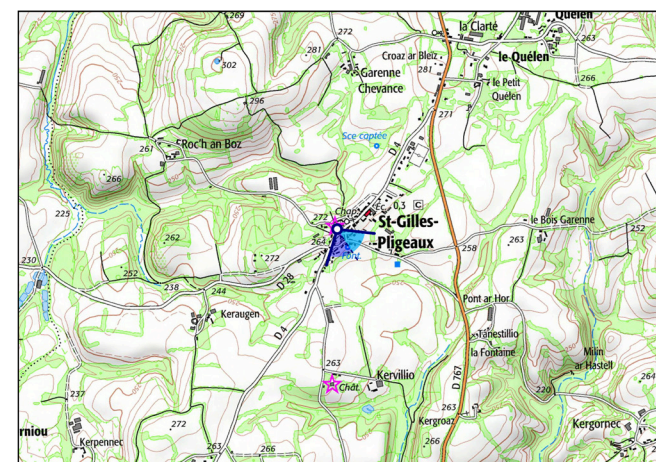 269
272
la Clarté
Quélen
263
281
Croaz ar Bleiz
le-Quélen
302
Garenne
Chevance
281
266
le Petit
Quélen
296
271
Sce captée
D 4
261
Roc'h an Boz
266
Chap.
Éc.
0,3
C
225
272
St-Gilles-
Pligeaux
le Bois Garenne
262
264
Font.
258
263
252
230
252
272
238
D 28
244
Pont ar Hor
Keraugen
D 4
Tanestillio
la Fontaine
Milin
ar Hastell
263
Kervillio
Chât.
D 767
220
237
264
272
Kergroaz
263
Kergornec
rniou
Kerpennec
263
266
266